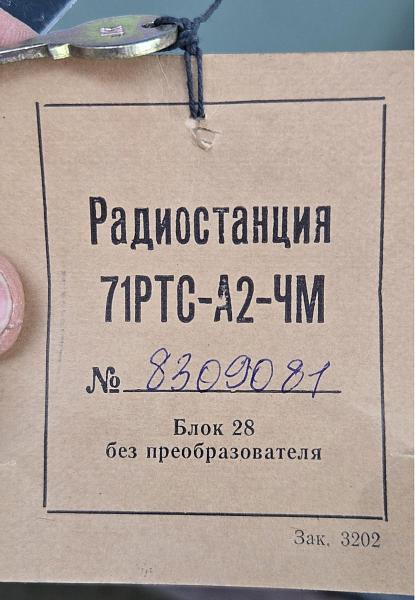 Радиостанция
71РТС-А2-ЧМ
№ 8309081
Блок 28
без преобразователя
Зак. 3202